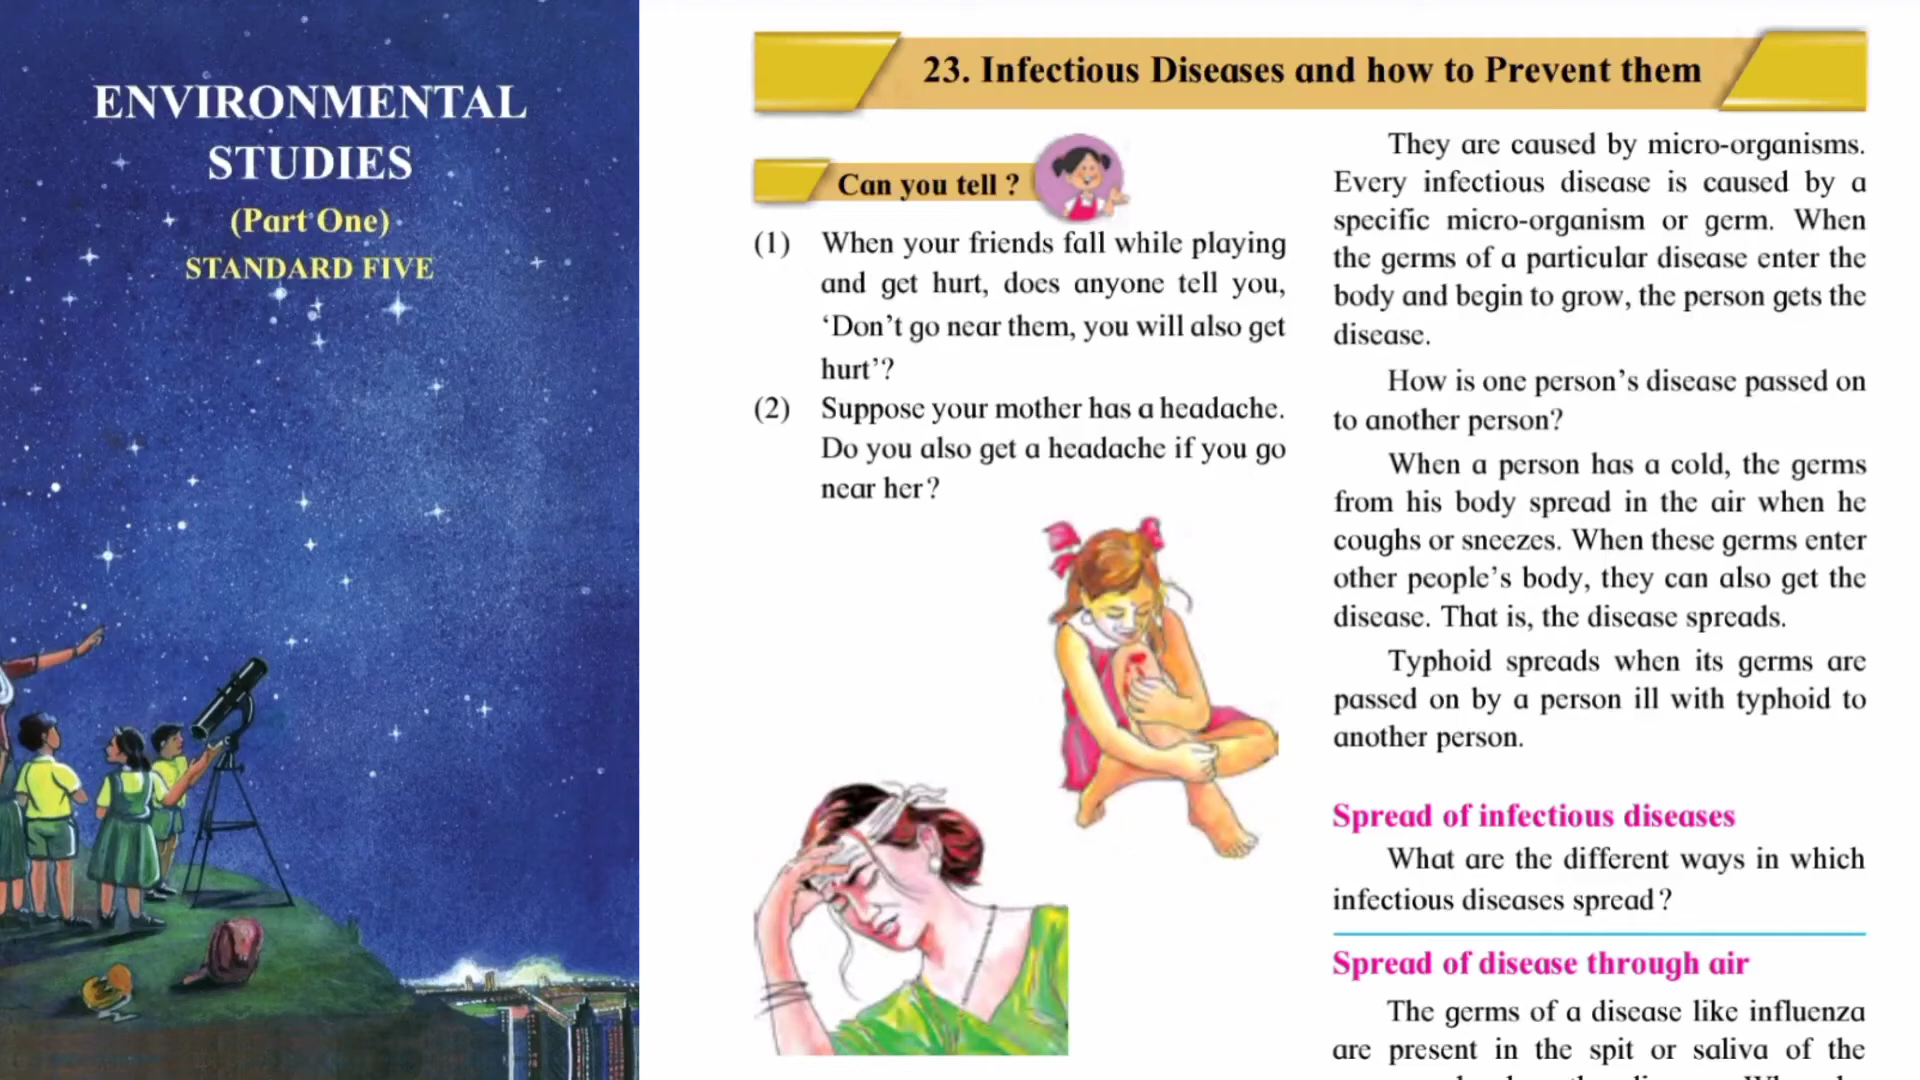 ENVIRONMENTAL
STUDIES
(Part One)
STANDARD FIVE
23. Infectious Diseases and how to Prevent them
Can you tell ?
(1) When your friends fall while playing
and get hurt, does anyone tell you,
‘Don’t go near them, you will also get
hurt’?
(2) Suppose your mother has a headache.
Do you also get a headache if you go
near her?
They are caused by micro-organisms.
Every infectious disease is caused by a
specific micro-organism or germ. When
the germs of a particular disease enter the
body and begin to grow, the person gets the
disease.
How is one person’s disease passed on
to another person?
When a person has a cold, the germs
from his body spread in the air when he
coughs or sneezes. When these germs enter
other people’s body, they can also get the
disease. That is, the disease spreads.
Typhoid spreads when its germs are
passed on by a person ill with typhoid to
another person.
Spread of infectious diseases
What are the different ways in which
infectious diseases spread?
Spread of disease through air
The germs of a disease like influenza
are present in the spit or saliva of the